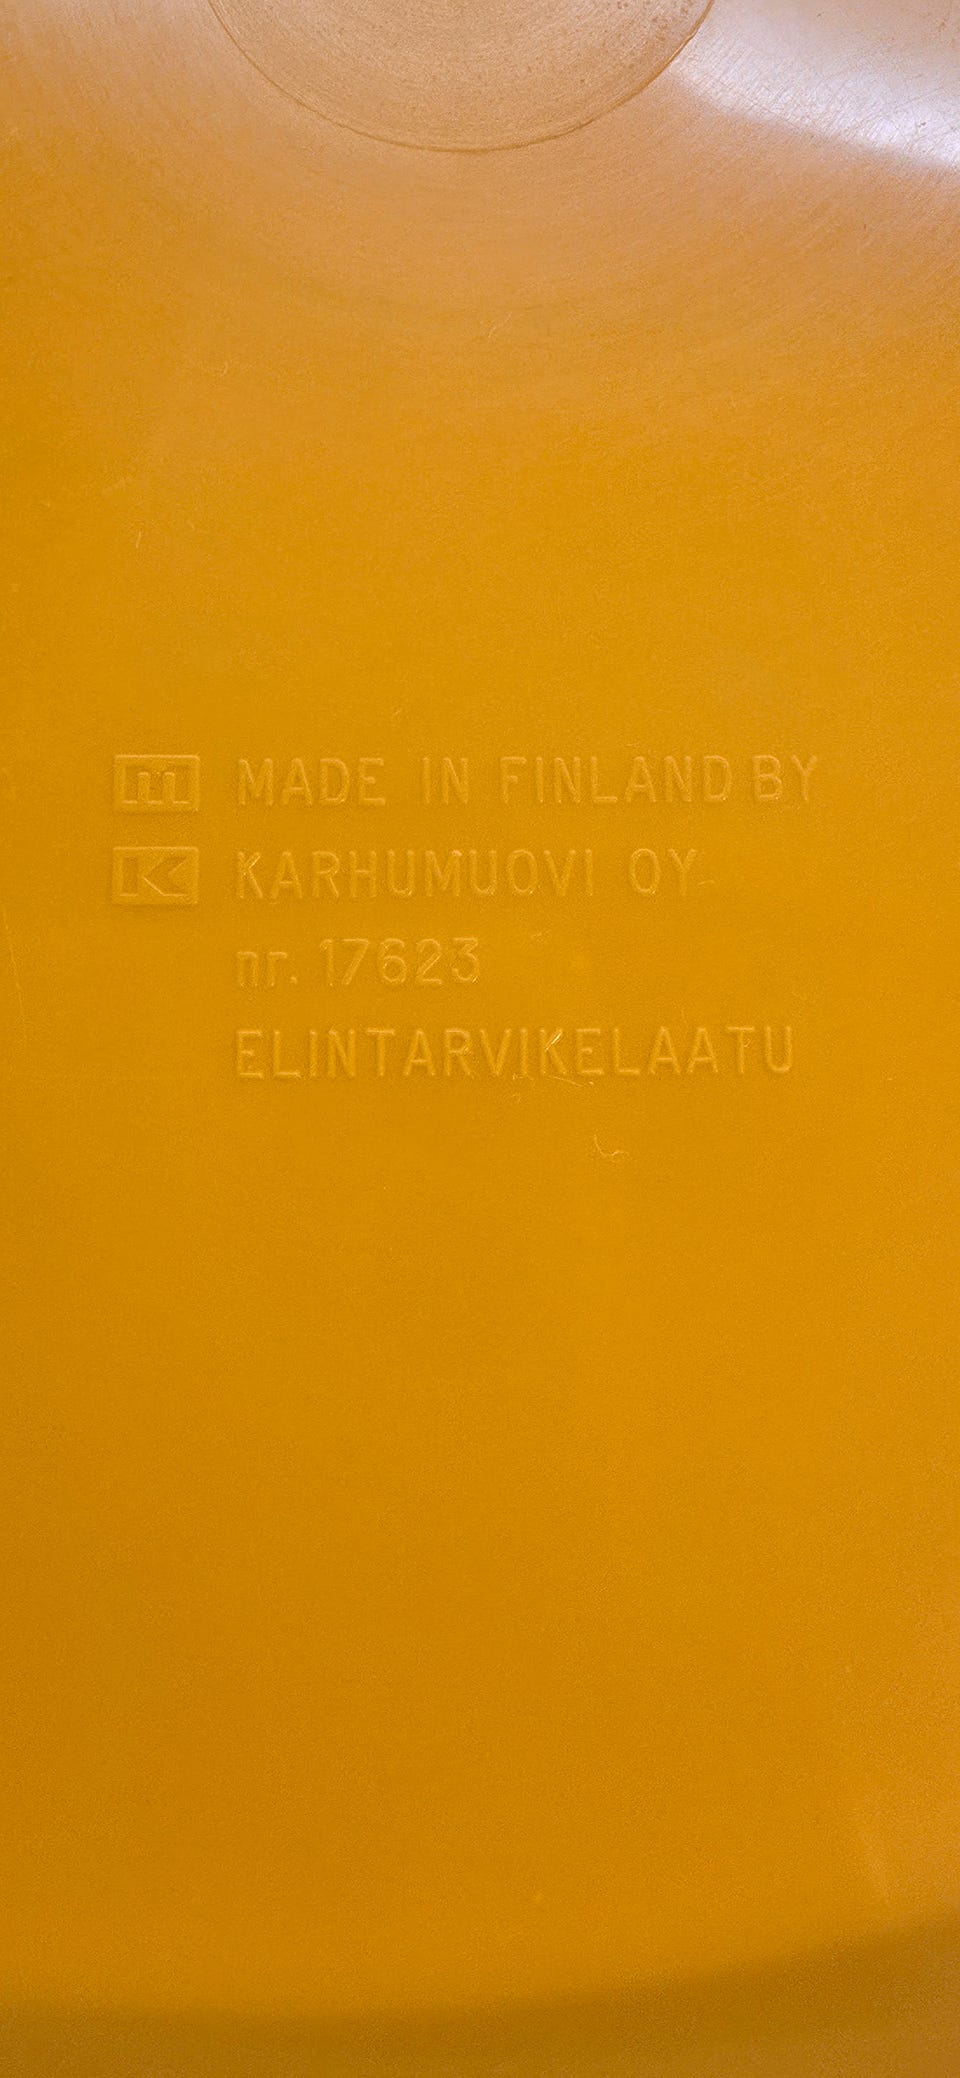 m MADE IN FINLAND BY
K KARHUMUOVI OY
nr. 17623
ELINTARVIKELAATU